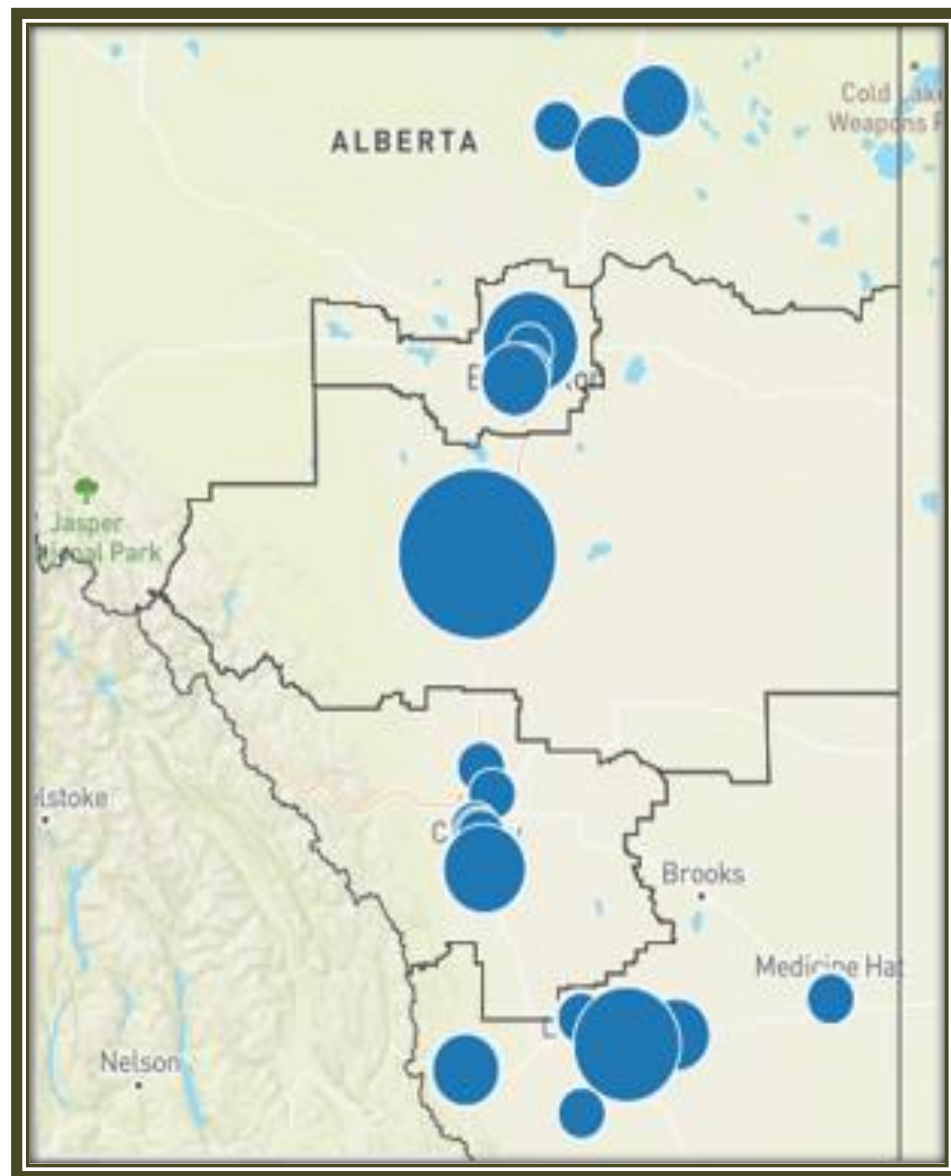 Cold Lake
Weapons R
ALBERTA
Jasper
ional Park
elstoke
Brooks
Medicine Hat
Nelson